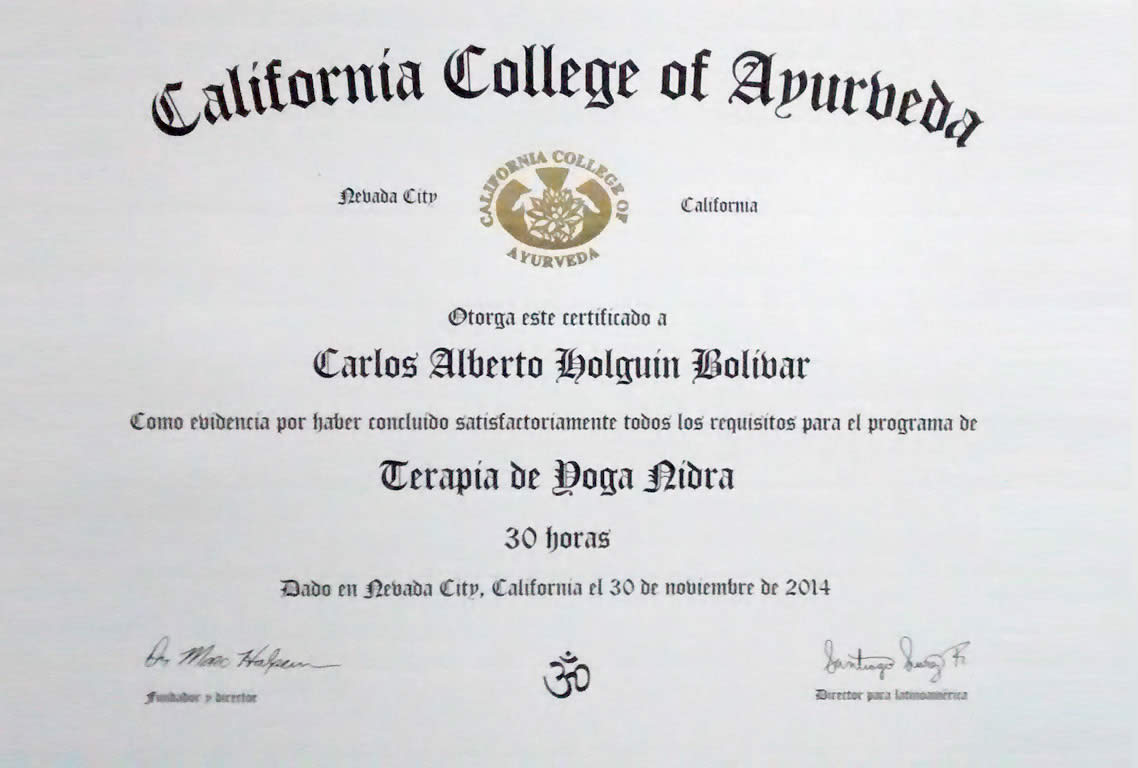 California College of Ayurveda
Nevada City
CALIFORNIA COLLEGE OF
AYURVEDA
California
Otorga este certificado a
Carlos Alberto Holguin Bolívar
Como evidencia por haber concluido satisfactoriamente todos los requisitos para el programa de
Terapia de Yoga Nidra
30 horas
Dado en Nevada City, California el 30 de noviembre de 2014
Dr Marc Halpern
Santiago Suarez R
Fundador y director
ॐ
Director para latinoamérica